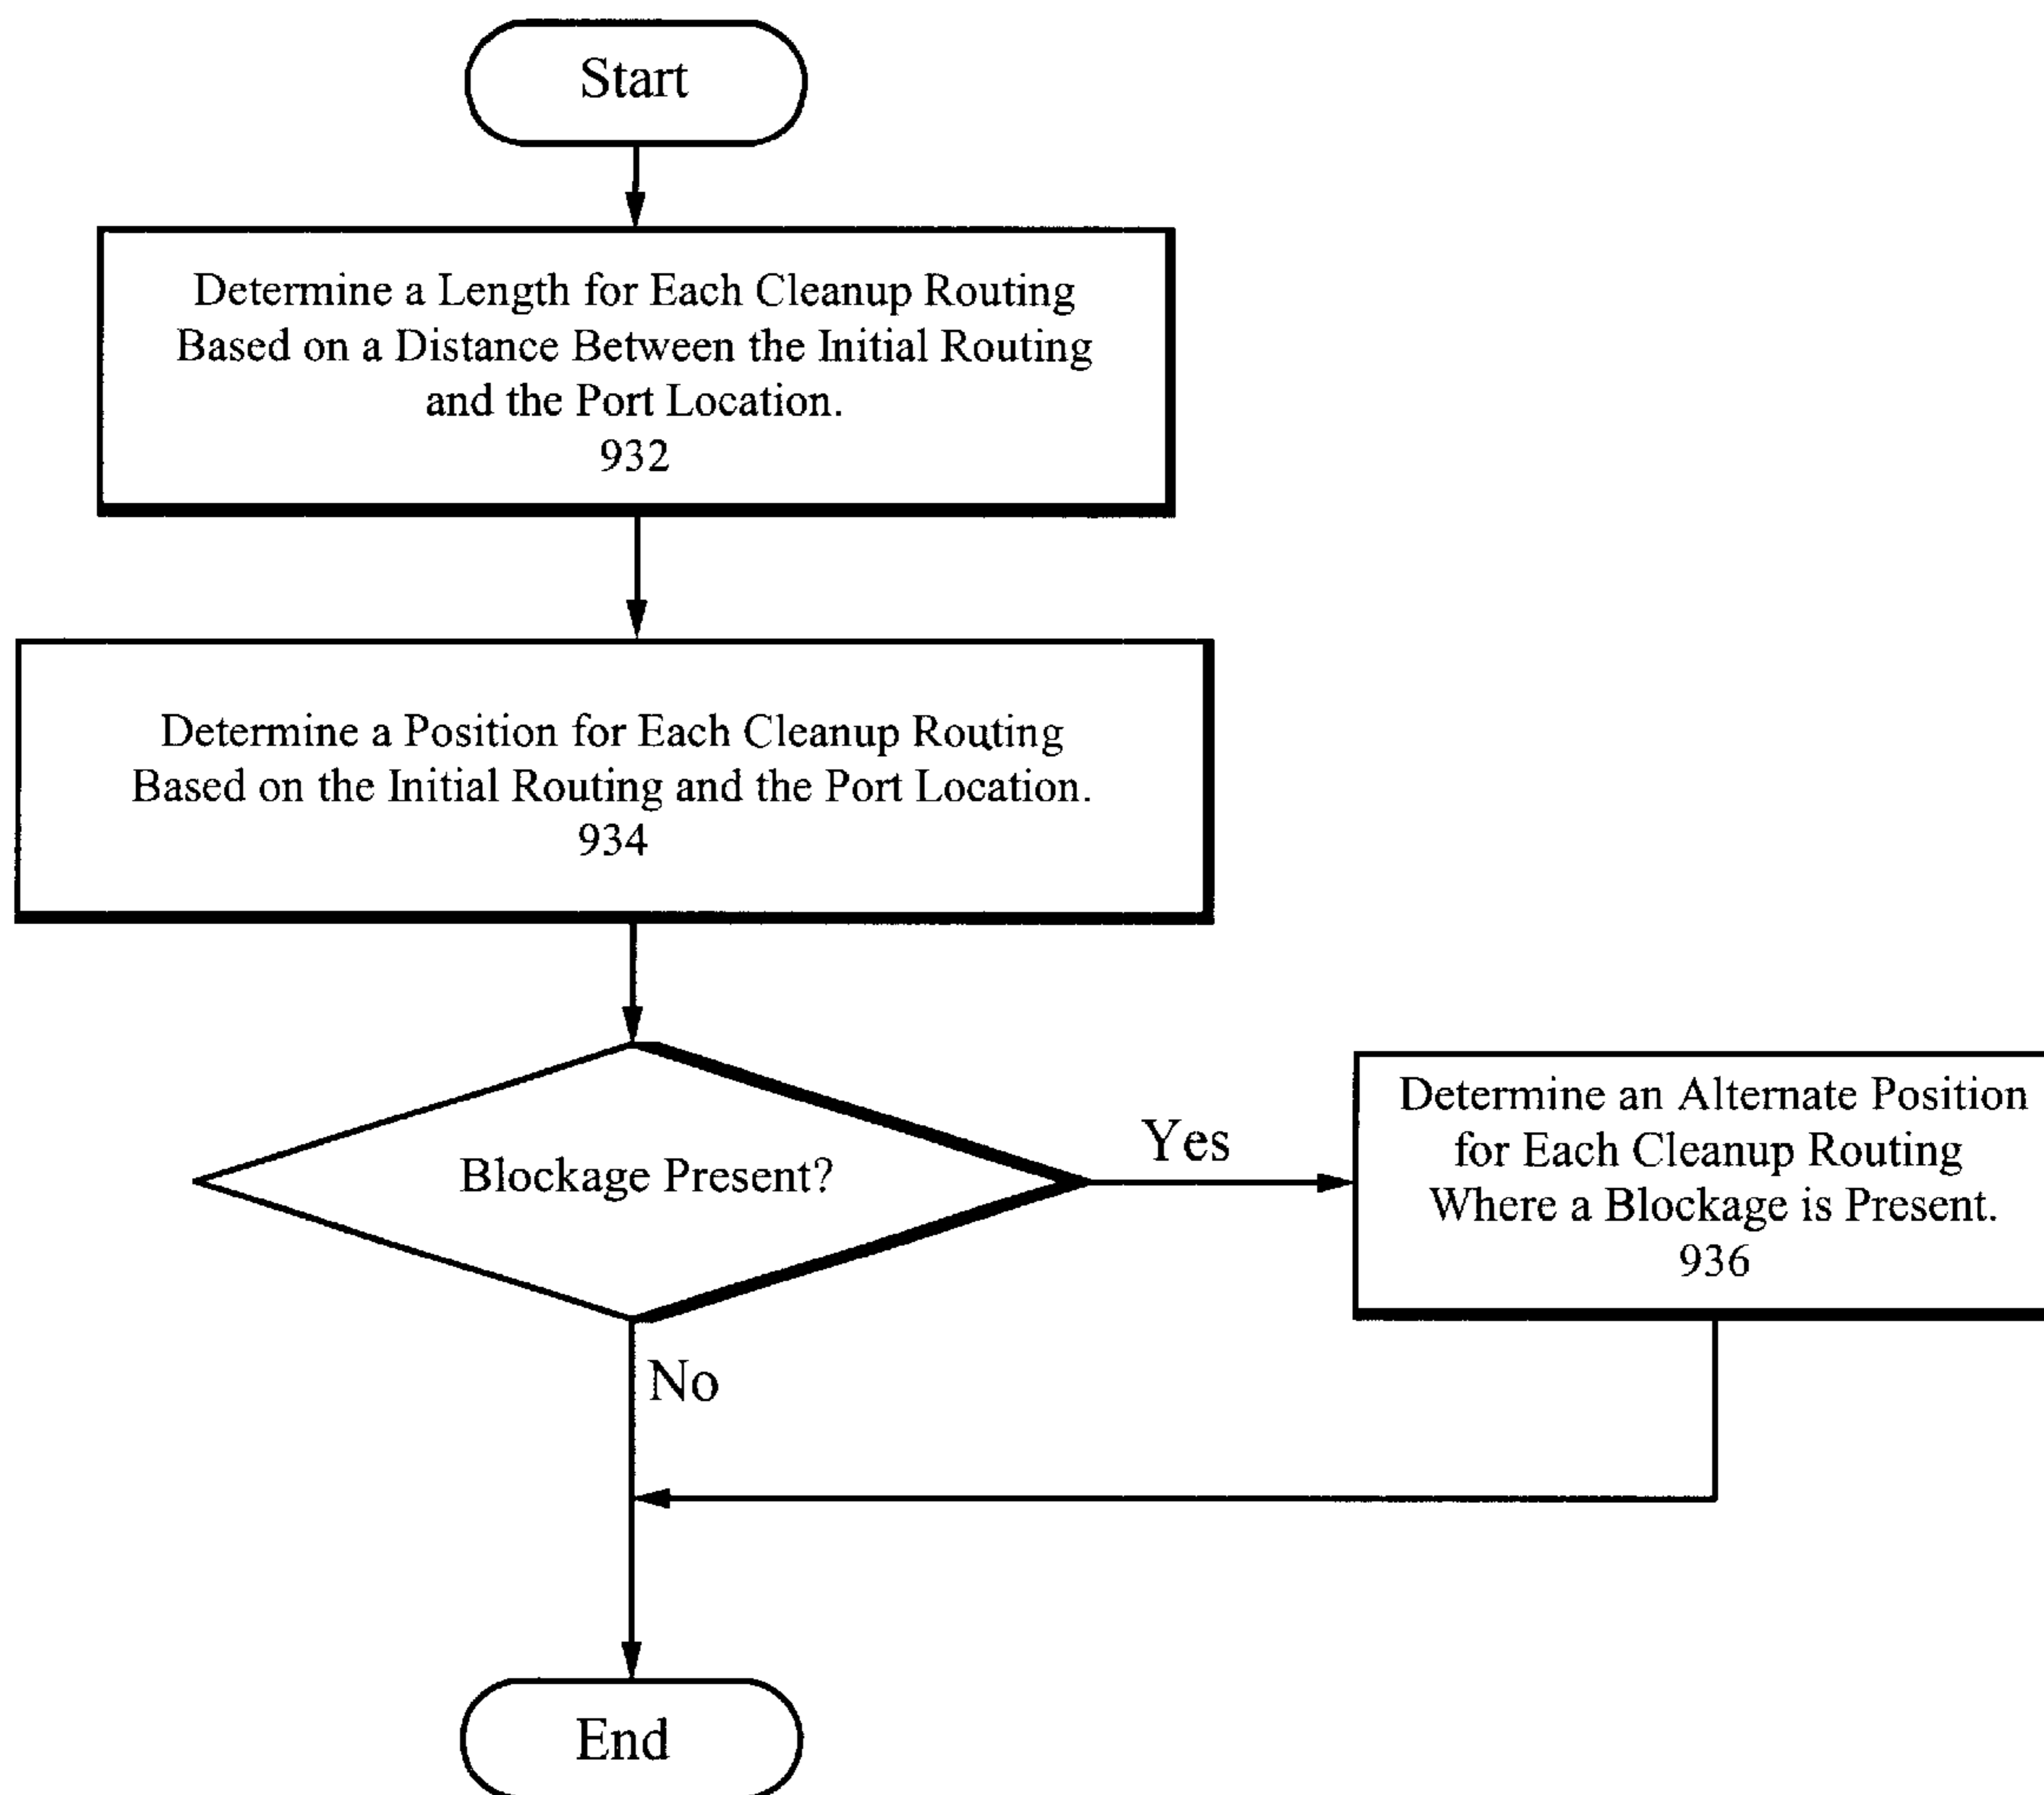 Start
Determine a Length for Each Cleanup Routing
Based on a Distance Between the Initial Routing
and the Port Location.
932
Determine a Position for Each Cleanup Routing
Based on the Initial Routing and the Port Location.
934
Blockage Present?
Yes
Determine an Alternate Position
for Each Cleanup Routing
Where a Blockage is Present.
936
No
End